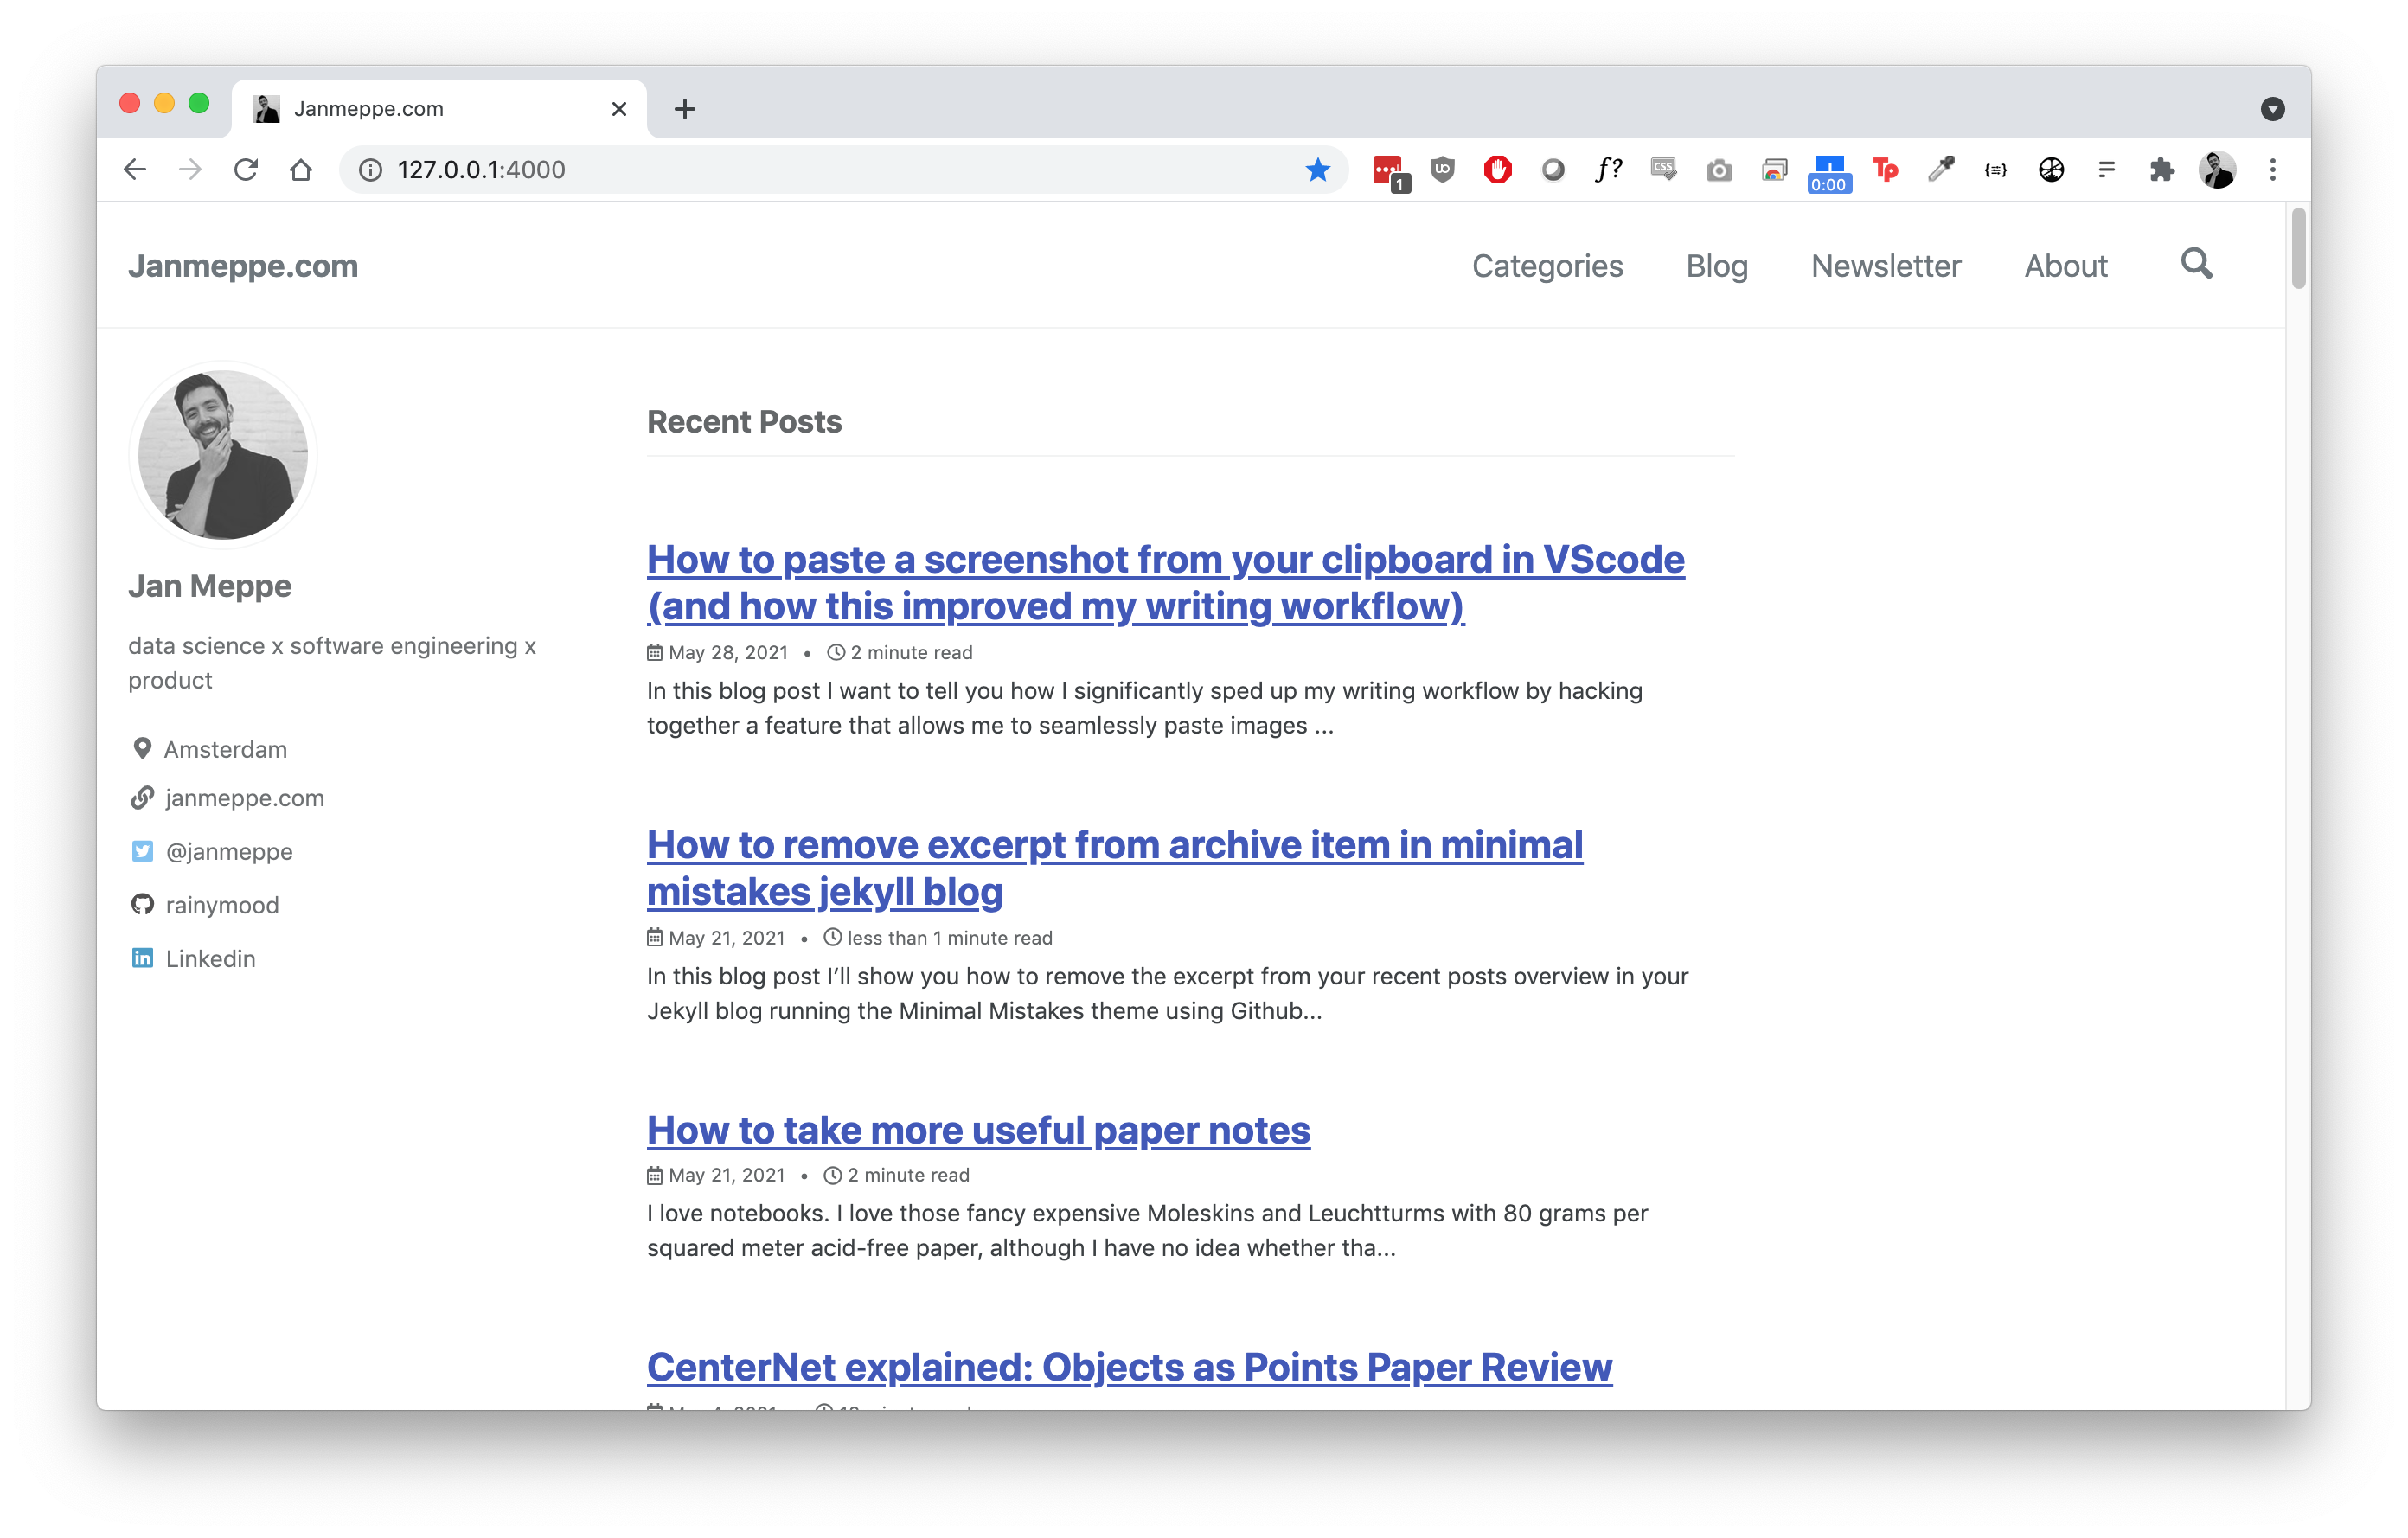 Janmeppe.com
127.0.0.1:4000
1
0:00
Tp
Janmeppe.com
Categories
Blog
Newsletter
About
Jan Meppe
data science x software engineering x
product
Amsterdam
janmeppe.com
@janmeppe
rainymood
Linkedin
Recent Posts
How to paste a screenshot from your clipboard in VScode
(and how this improved my writing workflow)
May 28, 2021 • 2 minute read
In this blog post I want to tell you how I significantly sped up my writing workflow by hacking
together a feature that allows me to seamlessly paste images ...
How to remove excerpt from archive item in minimal
mistakes jekyll blog
May 21, 2021 • less than 1 minute read
In this blog post I’ll show you how to remove the excerpt from your recent posts overview in your
Jekyll blog running the Minimal Mistakes theme using Github...
How to take more useful paper notes
May 21, 2021 • 2 minute read
I love notebooks. I love those fancy expensive Moleskins and Leuchtturms with 80 grams per
squared meter acid-free paper, although I have no idea whether tha...
CenterNet explained: Objects as Points Paper Review